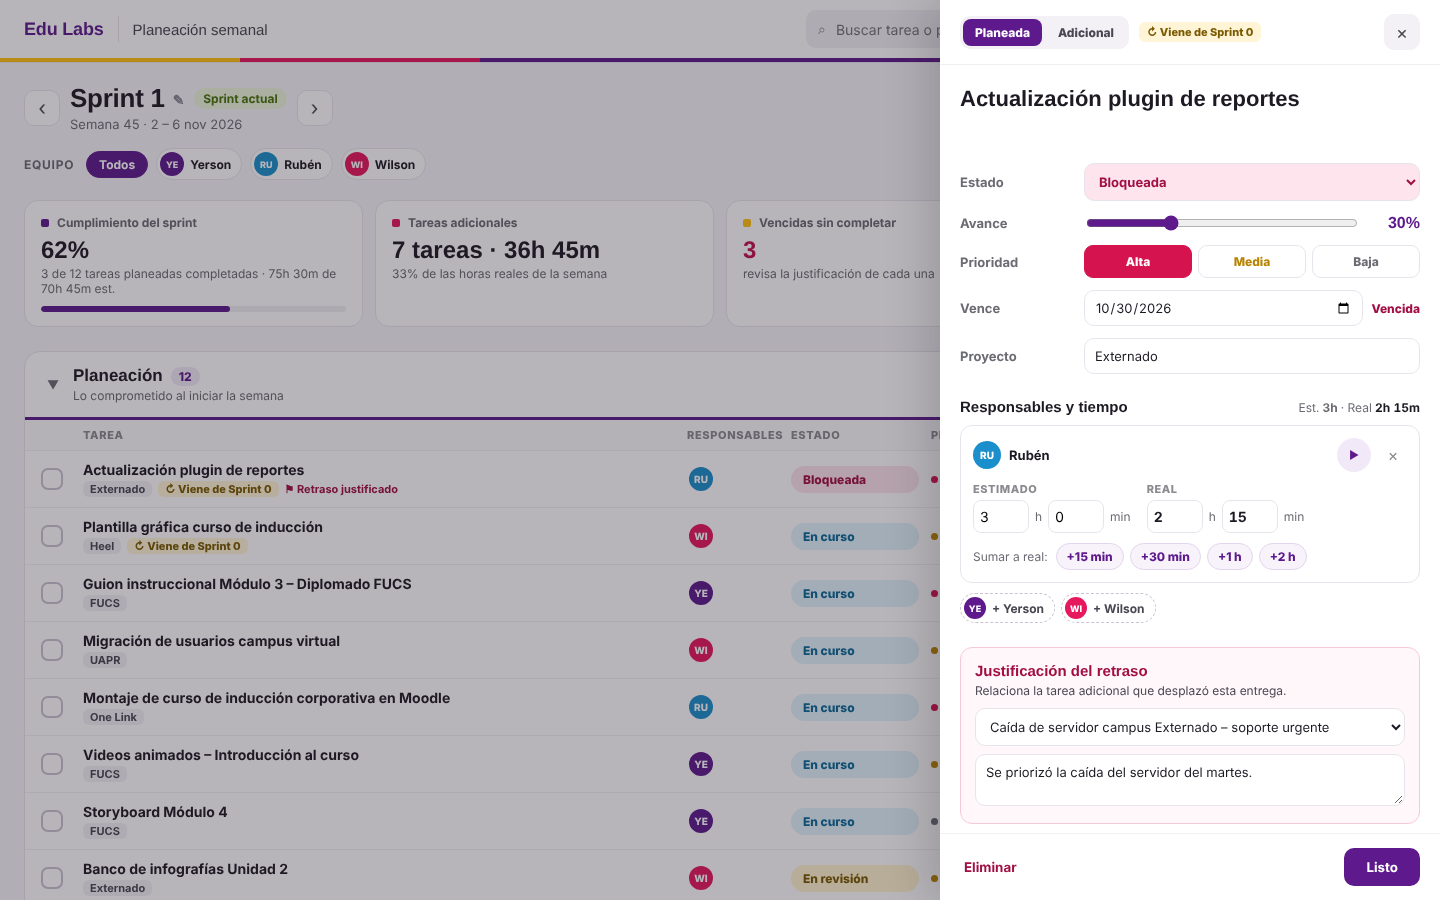 Edu Labs
Planeación semanal
Buscar tarea o
Sprint 1
Sprint actual
Semana 45 · 2 – 6 nov 2026
EQUIPO
Todos
YE Yerson
RU Rubén
WI Wilson
Cumplimiento del sprint
62%
3 de 12 tareas planeadas completadas · 75h 30m de
70h 45m est.
Tareas adicionales
7 tareas · 36h 45m
33% de las horas reales de la semana
Vencidas sin completar
3
revisa la justificación de cada una
Planeación 12
Lo comprometido al iniciar la semana
TAREA RESPONSABLES ESTADO
Actualización plugin de reportes
Externado ↻ Viene de Sprint 0 ⚑ Retraso justificado
RU Bloqueada
Plantilla gráfica curso de inducción
Heel ↻ Viene de Sprint 0
WI En curso
Guion instruccional Módulo 3 – Diplomado FUCS
FUCS
YE En curso
Migración de usuarios campus virtual
UAPR
WI En curso
Montaje de curso de inducción corporativa en Moodle
One Link
RU En curso
Videos animados – Introducción al curso
FUCS
YE En curso
Storyboard Módulo 4
FUCS
YE En curso
Banco de infografías Unidad 2
Externado
WI En revisión
Planeada Adicional ↻ Viene de Sprint 0 ×
Actualización plugin de reportes
Estado Bloqueada
Avance 30%
Prioridad Alta Media Baja
Vence 10/30/2026 Vencida
Proyecto Externado
Responsables y tiempo Est. 3h · Real 2h 15m
RU Rubén ×
ESTIMADO REAL
3 h 0 min 2 h 15 min
Sumar a real: +15 min +30 min +1 h +2 h
YE + Yerson WI + Wilson
Justificación del retraso
Relaciona la tarea adicional que desplazó esta entrega.
Caída de servidor campus Externado – soporte urgente
Se priorizó la caída del servidor del martes.
Eliminar Listo